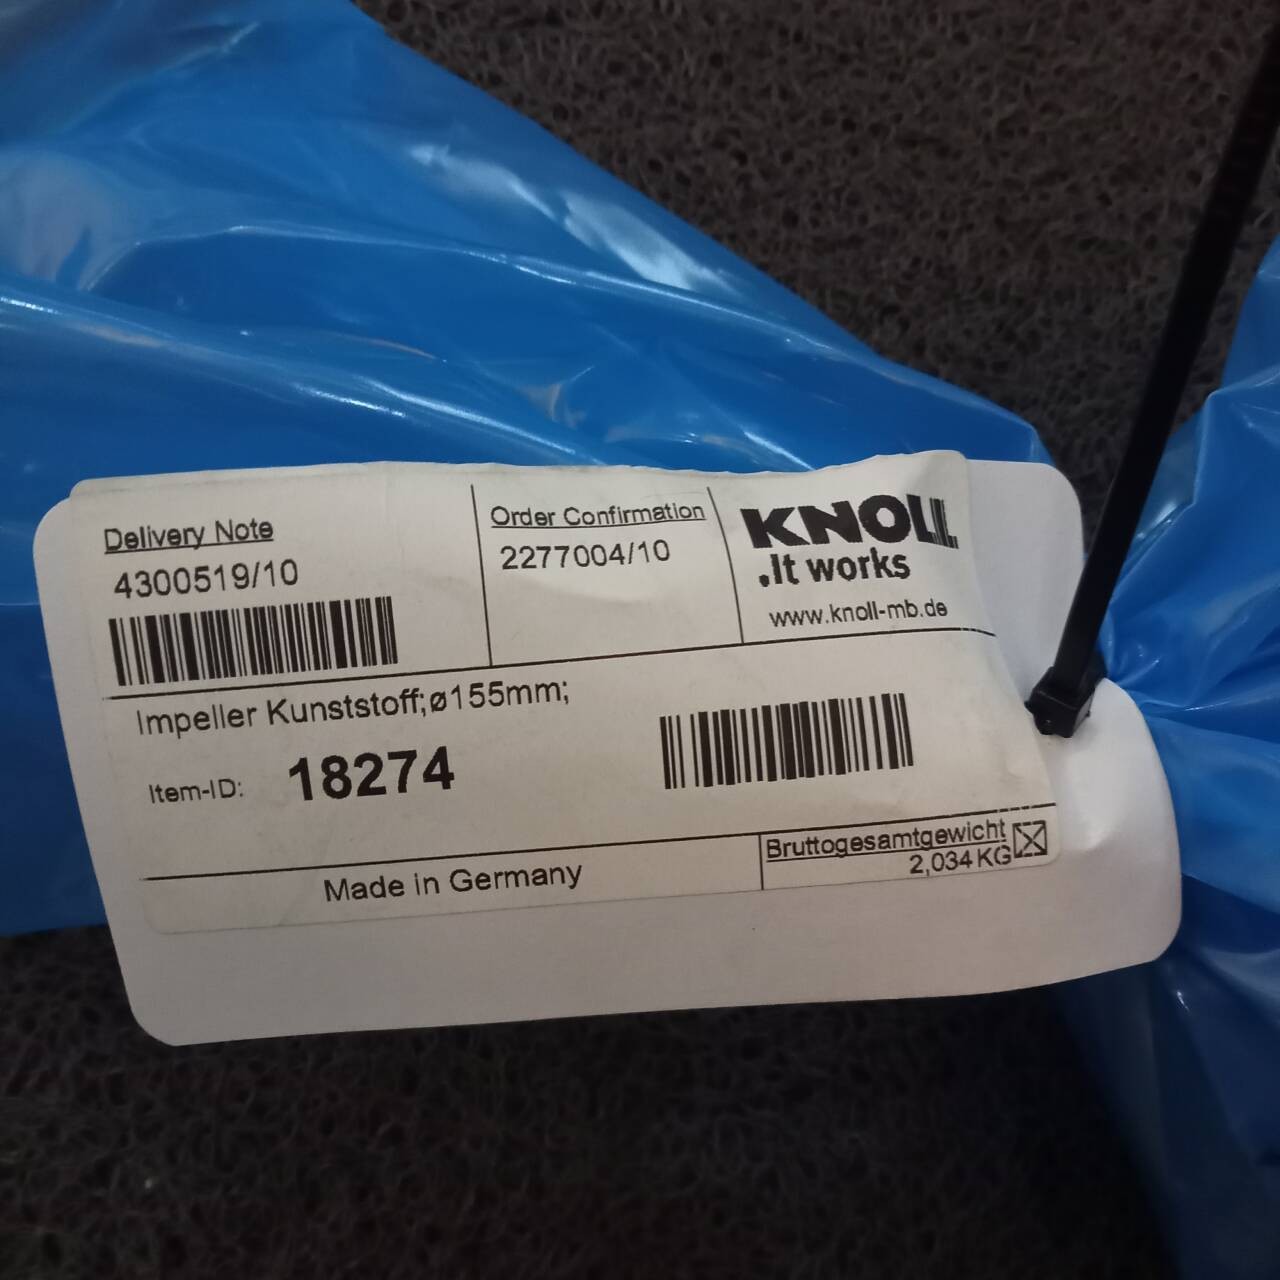 Delivery Note
4300519/10
Order Confirmation
2277004/10
KNOLL
.It works
www.knoll-mb.de
Impeller Kunststoff;ø155mm;
Item-ID: 18274
Made in Germany
Bruttogesamtgewicht
2,034 KG